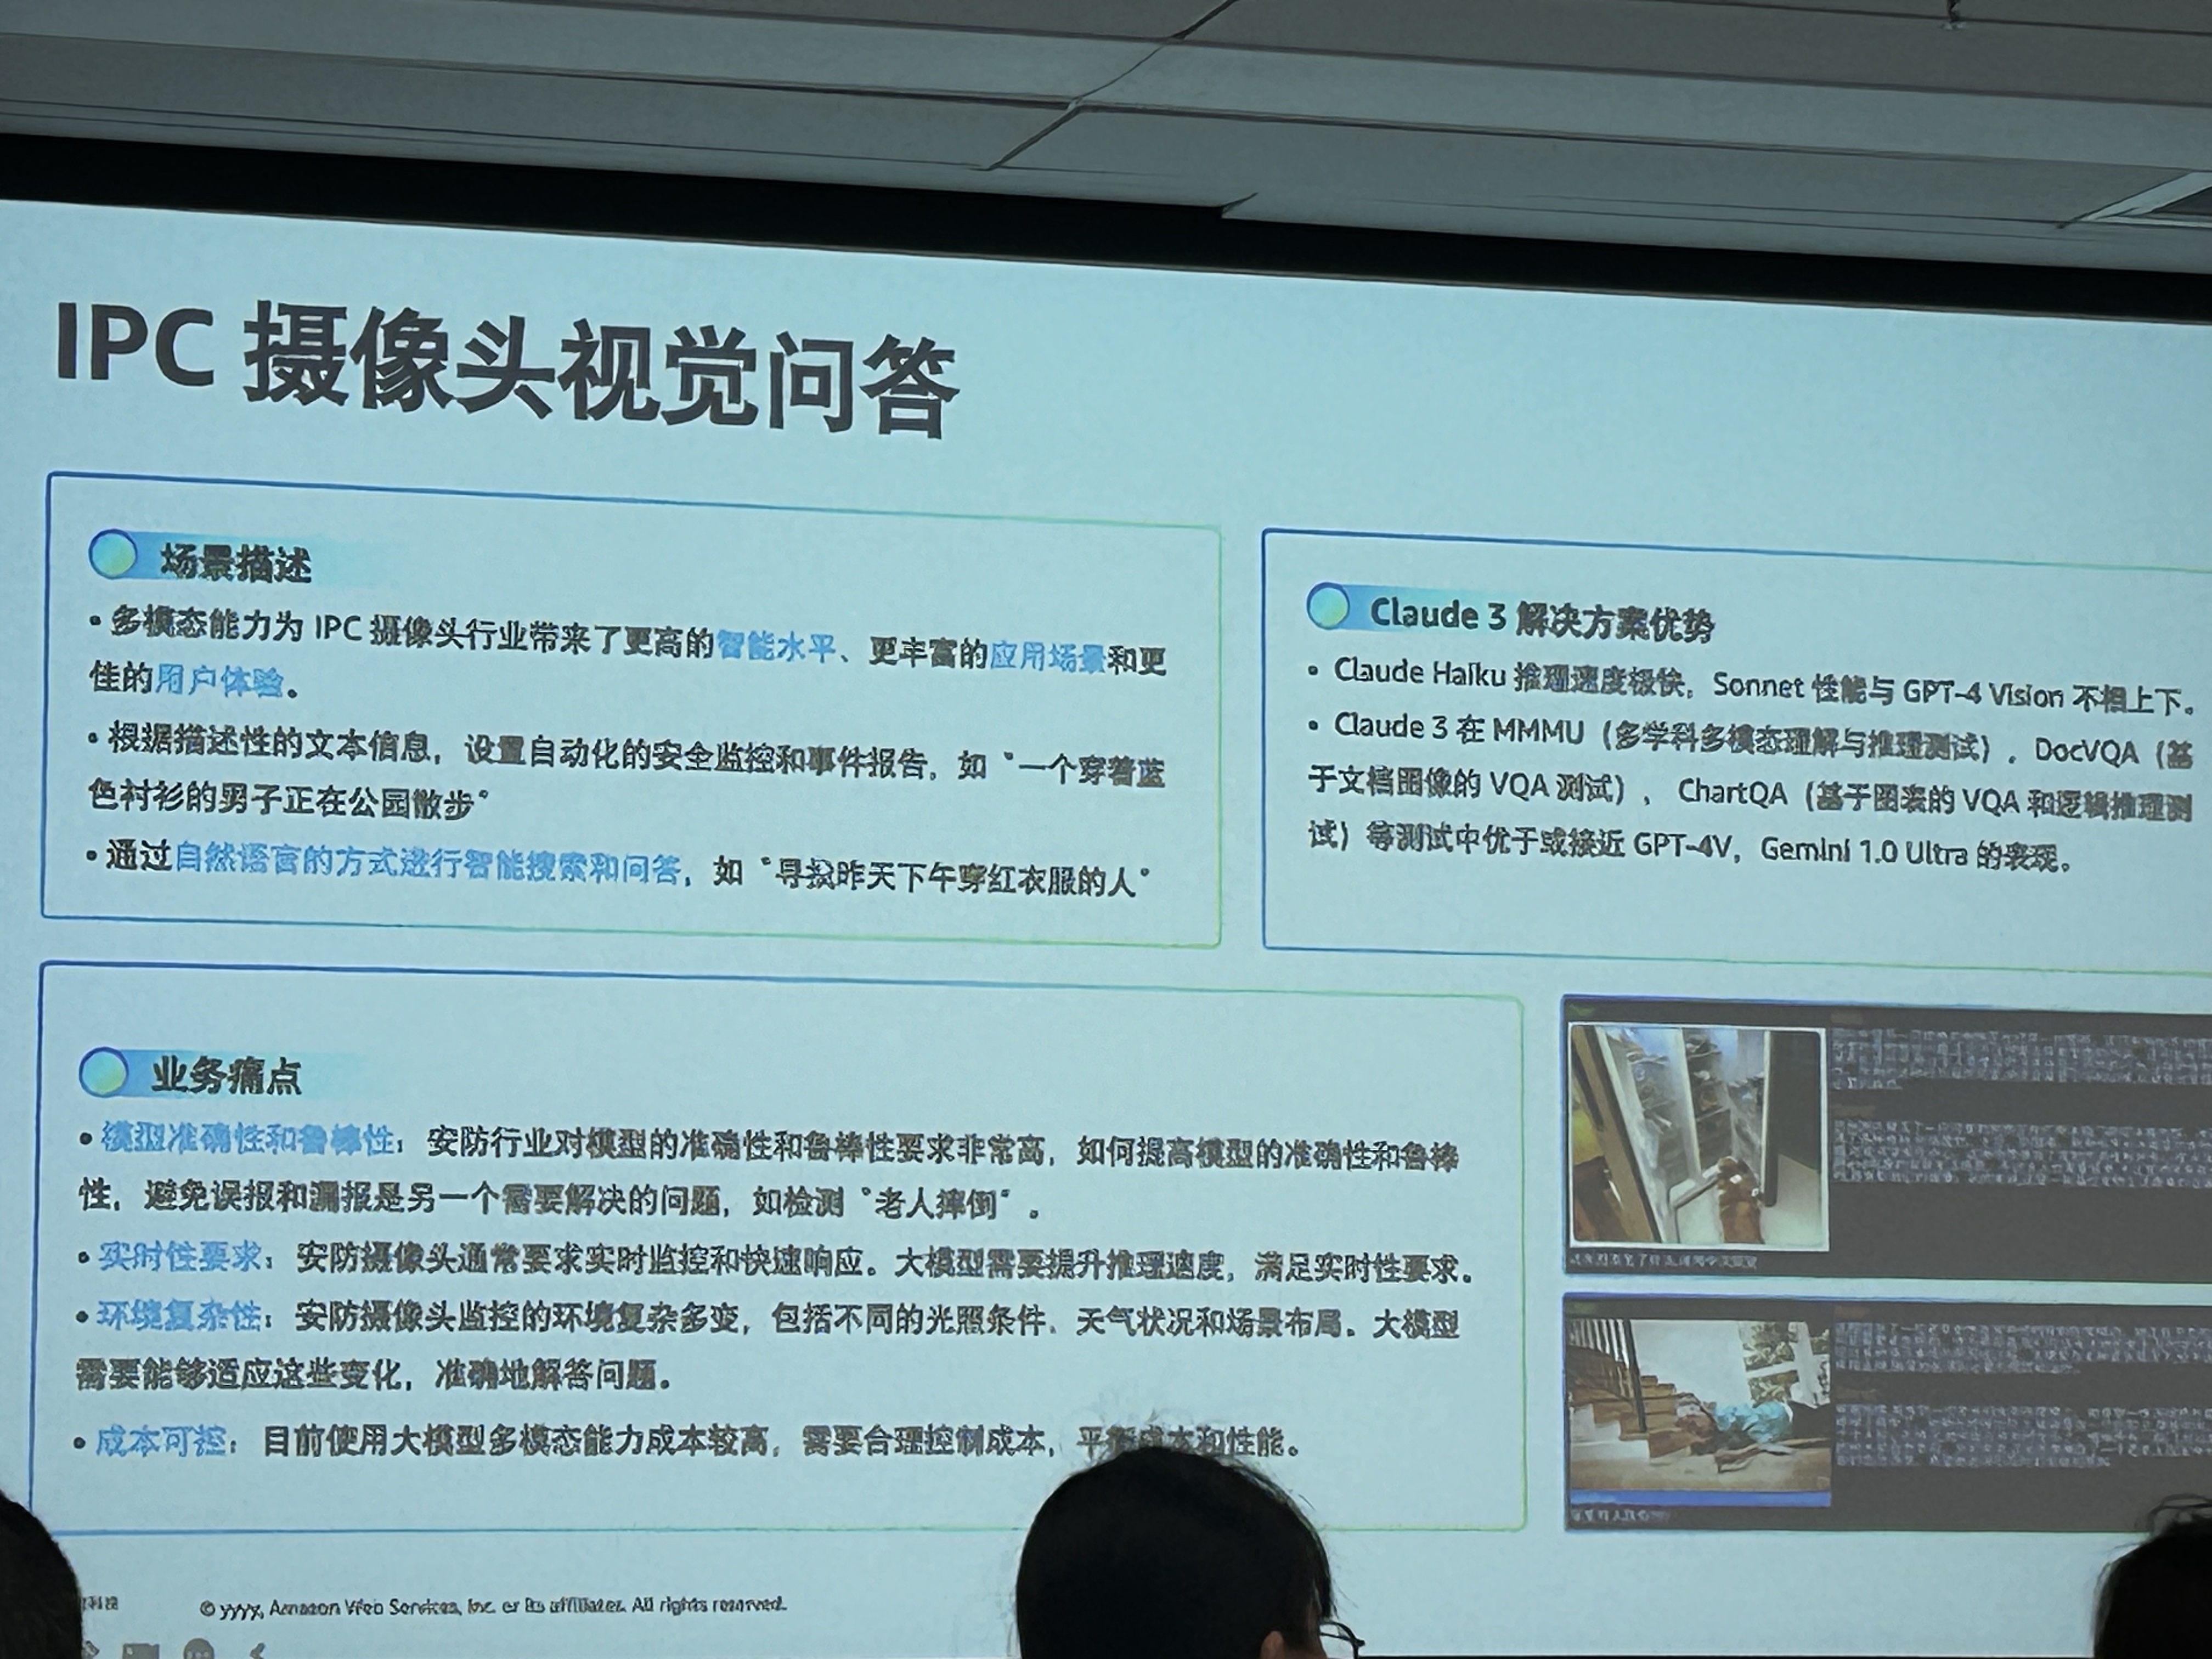 IPC 摄像头视觉问答
场景描述
• 多模态能力为 IPC 摄像头行业带来了更高的智能水平、更丰富的应用场景和更
佳的用户体验。
• 根据描述性的文本信息，设置自动化的安全监控和事件报告，如“一个穿着蓝
色衬衫的男子正在公园散步”
• 通过自然语言的方式进行智能搜索和问答，如“寻找昨天下午穿红衣服的人”
Claude 3 解决方案优势
• Claude Haiku 推理速度极快，Sonnet 性能与 GPT-4 Vision 不相上下。
• Claude 3 在 MMMU（多学科多模态理解与推理测试），DocVQA（基
于文档图像的 VQA 测试）， ChartQA（基于图表的 VQA 和逻辑推理测
试）等测试中优于或接近 GPT-4V，Gemini 1.0 Ultra 的表现。
业务痛点
• 模型准确性和鲁棒性：安防行业对模型的准确性和鲁棒性要求非常高，如何提高模型的准确性和鲁棒
性，避免误报和漏报是另一个需要解决的问题，如检测“老人摔倒”。
• 实时性要求：安防摄像头通常要求实时监控和快速响应。大模型需要提升推理速度，满足实时性要求。
• 环境复杂性：安防摄像头监控的环境复杂多变，包括不同的光照条件、天气状况和场景布局。大模型
需要能够适应这些变化，准确地解答问题。
• 成本可控：目前使用大模型多模态能力成本较高，需要合理控制成本，平衡成本和性能。
科技
© yyyy, Amazon Web Services, Inc. or its affiliates. All rights reserved.